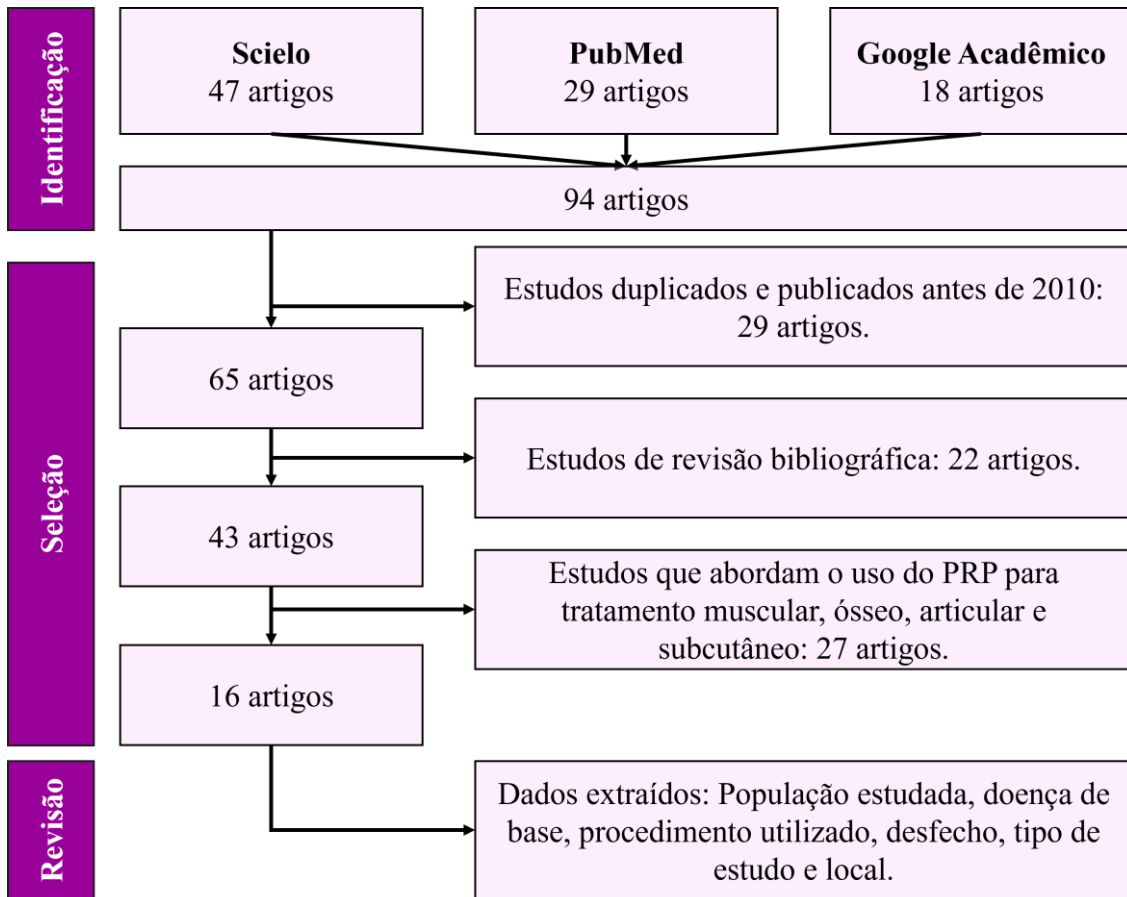 Identificação
Scielo
47 artigos
PubMed
29 artigos
Google Acadêmico
18 artigos
94 artigos
Seleção
Estudos duplicados e publicados antes de 2010:
29 artigos.
65 artigos
Estudos de revisão bibliográfica: 22 artigos.
43 artigos
Estudos que abordam o uso do PRP para
tratamento muscular, ósseo, articular e
subcutâneo: 27 artigos.
16 artigos
Revisão
Dados extraídos: População estudada, doença de
base, procedimento utilizado, desfecho, tipo de
estudo e local.